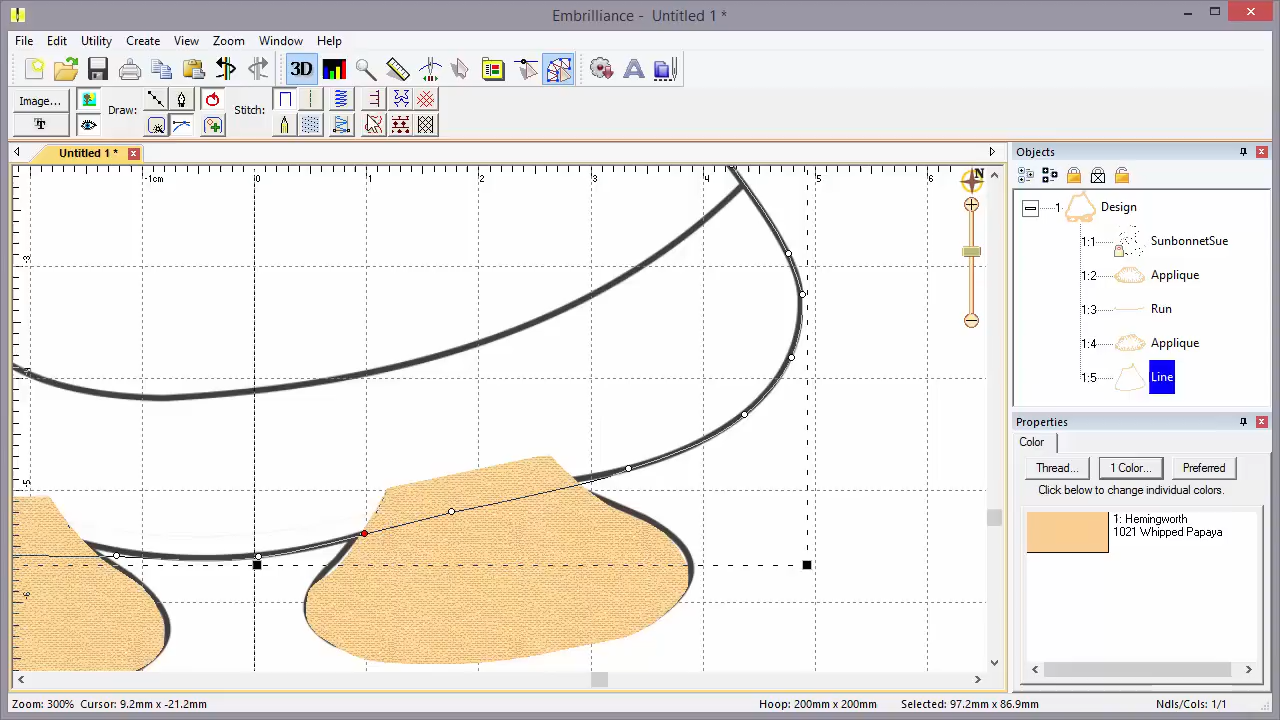 Embrilliance - Untitled 1 *
File Edit Utility Create View Zoom Window Help
3D
Image... Draw: Stitch:
T
Untitled 1 *
-1cm 0 1 2 3 4 5 6
N
Objects
1: Design
1:1 SunbonnetSue
1:2 Applique
1:3 Run
1:4 Applique
1:5 Line
Properties
Color
Thread... 1 Color... Preferred
Click below to change individual colors.
1: Hemingworth
1021 Whipped Papaya
Zoom: 300% Cursor: 9.2mm x -21.2mm Hoop: 200mm x 200mm Selected: 97.2mm x 86.9mm Ndls/Cols: 1/1